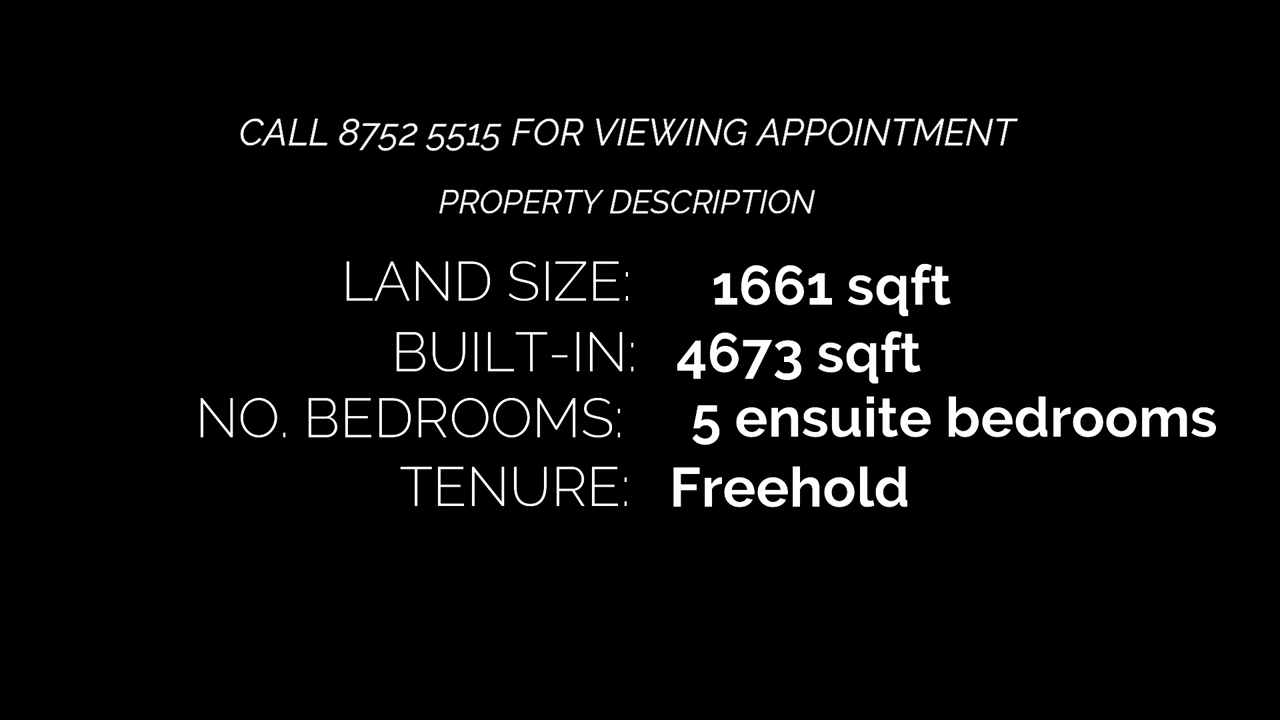 CALL 8752 5515 FOR VIEWING APPOINTMENT
PROPERTY DESCRIPTION
LAND SIZE: 1661 sqft
BUILT-IN: 4673 sqft
NO. BEDROOMS: 5 ensuite bedrooms
TENURE: Freehold